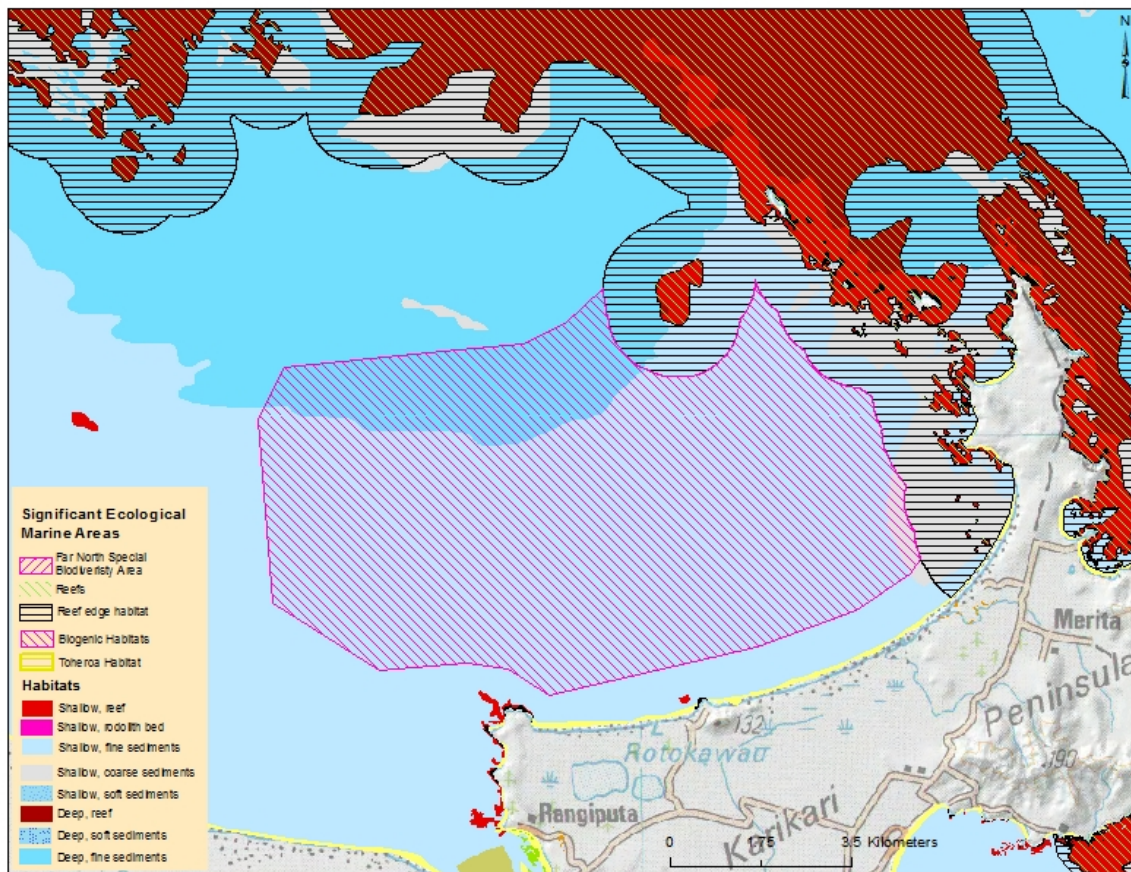 N
Significant Ecological
Marine Areas
Far North Special
Biodiveristy Area
Reefs
Reef edge habitat
Biogenic Habitats
Toheroa Habitat
Habitats
Shallow, reef
Shallow, rodolith bed
Shallow, fine sediments
Shallow, coarse sediments
Shallow, soft sediments
Deep, reef
Deep, soft sediments
Deep, fine sediments
Merita
Peninsula
132
Rotokawau
190
Rangiputa
Karikari
0 1.75 3.5 Kilometers